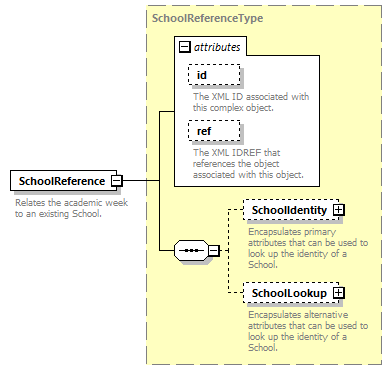 SchoolReferenceType
attributes
id
The XML ID associated with
this complex object.
ref
The XML IDREF that
references the object
associated with this object.
SchoolReference
Relates the academic week
to an existing School.
SchoolIdentity
Encapsulates primary
attributes that can be used to
look up the identity of a
School.
SchoolLookup
Encapsulates alternative
attributes that can be used to
look up the identity of a
School.